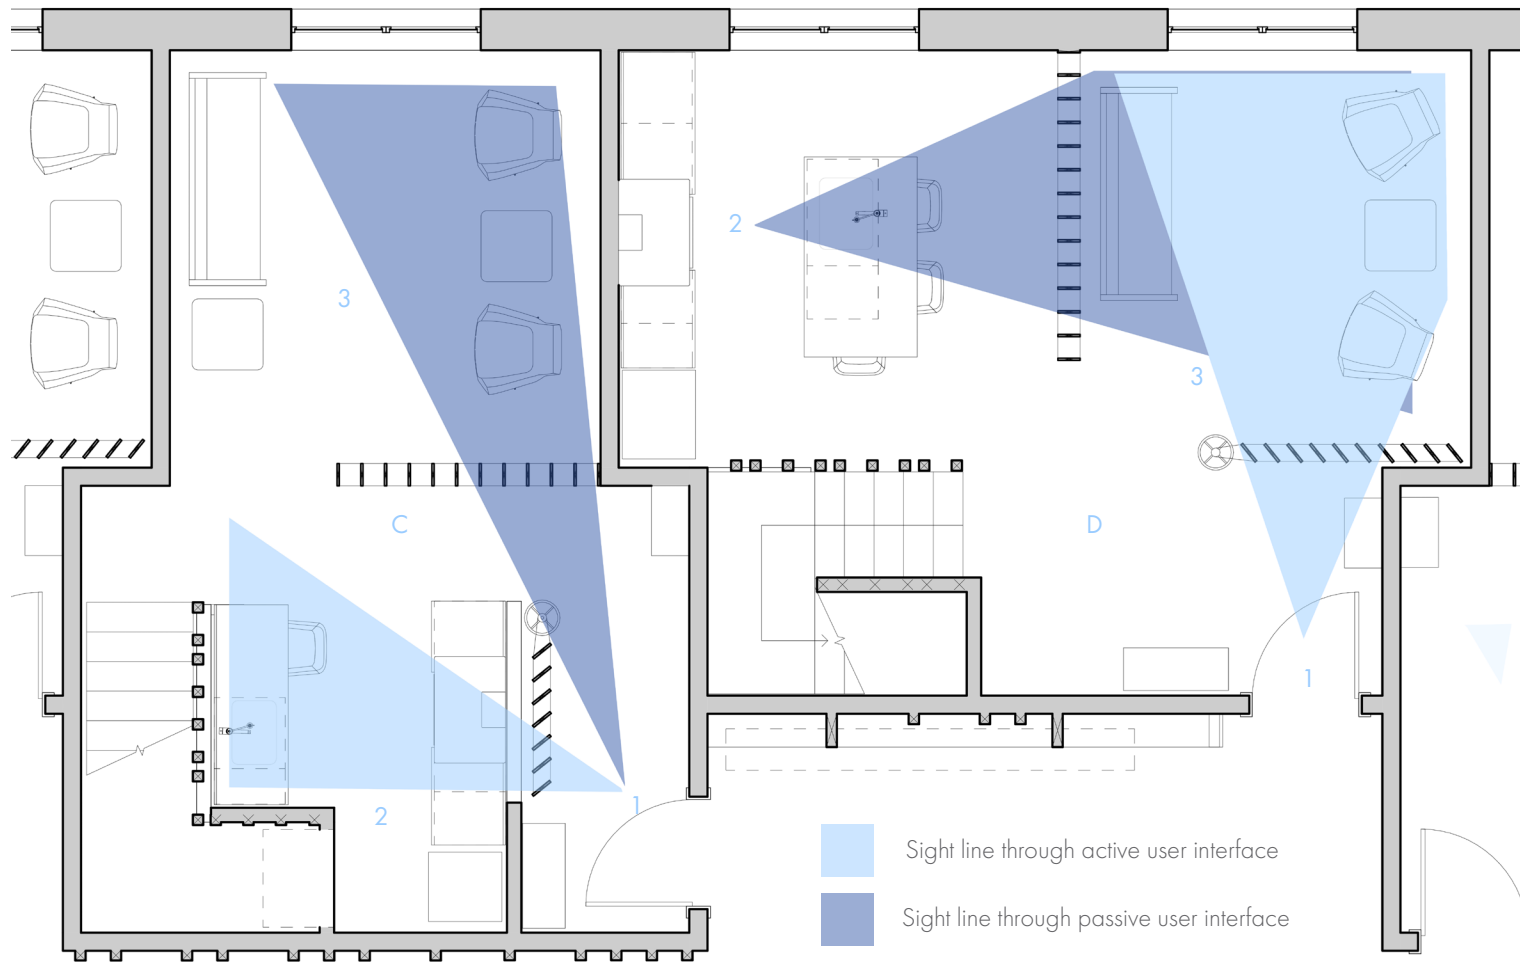 2
3
3
C
D
1
1
2
Sight line through active user interface
Sight line through passive user interface